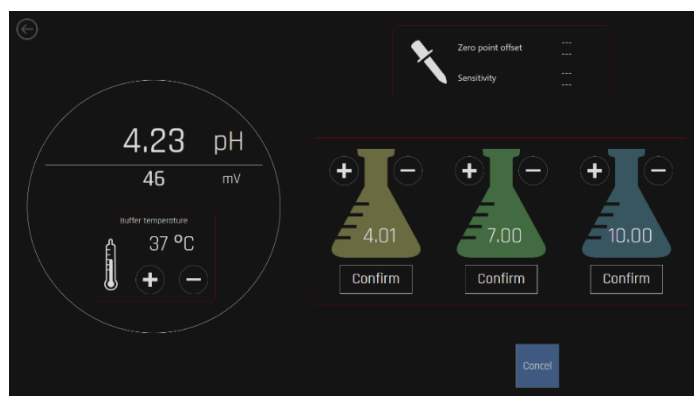 Zero point offset ---
---
Sensitivity ---
---
4.23 pH
46 mV
Buffer temperature
37 °C
+ −
+ − + − + −
4.01 7.00 10.00
Confirm Confirm Confirm
Cancel